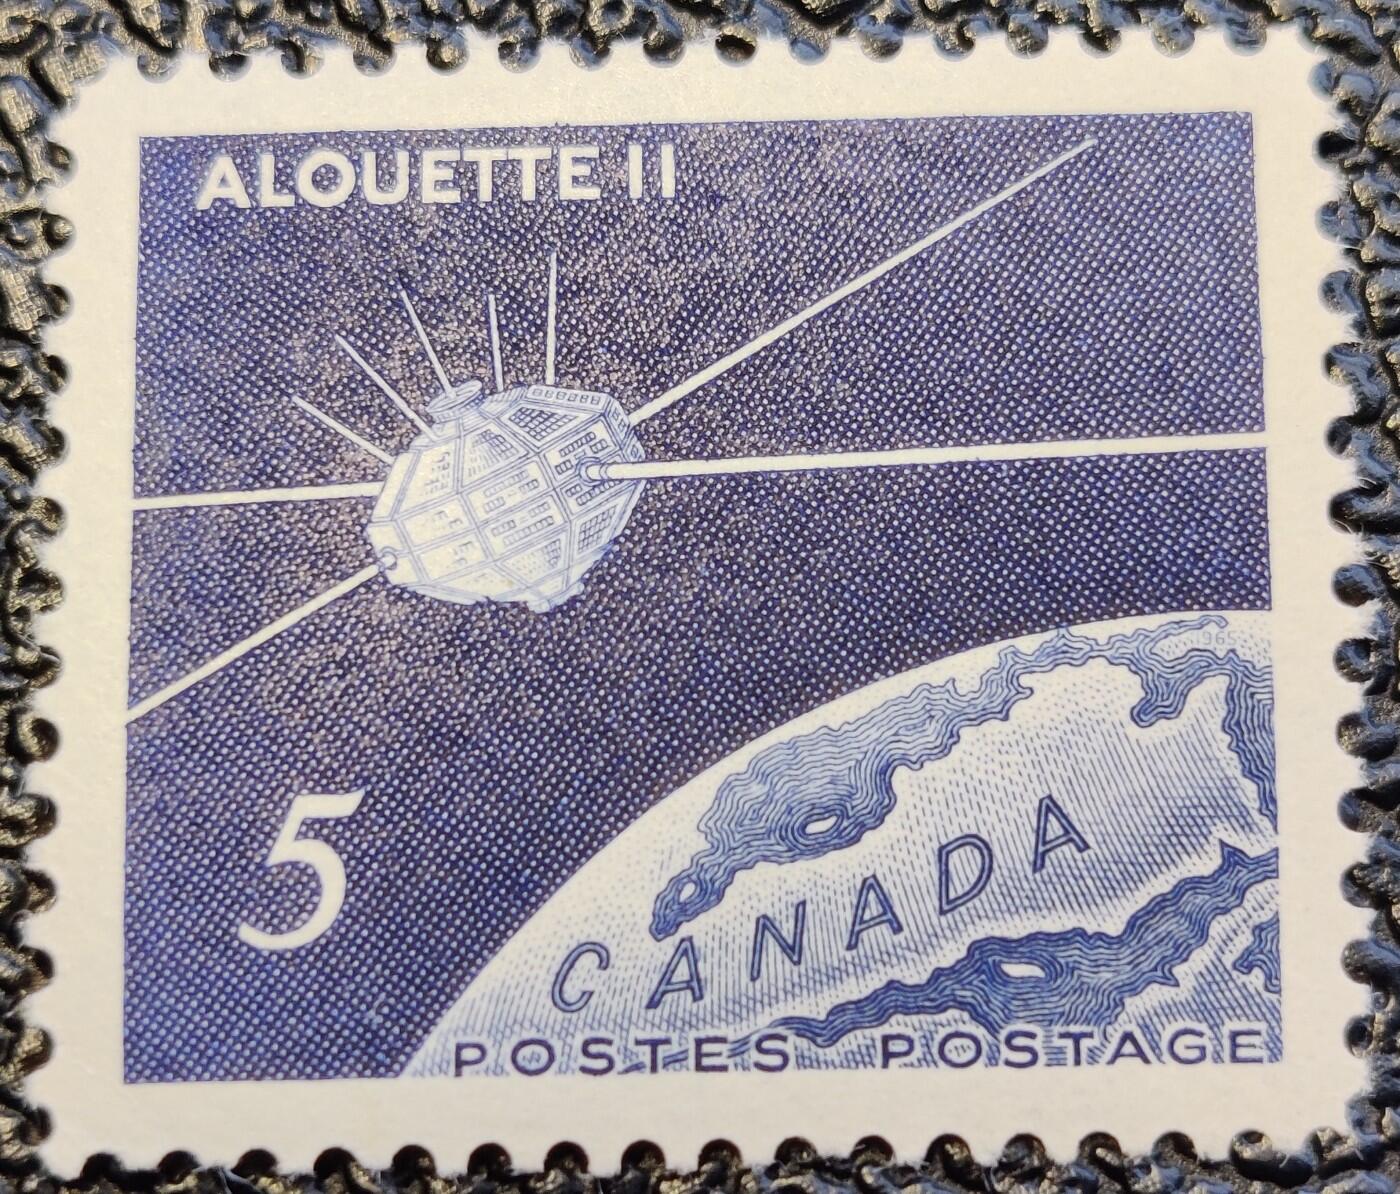 ALOUETTE II
1965
5
CANADA
POSTES POSTAGE